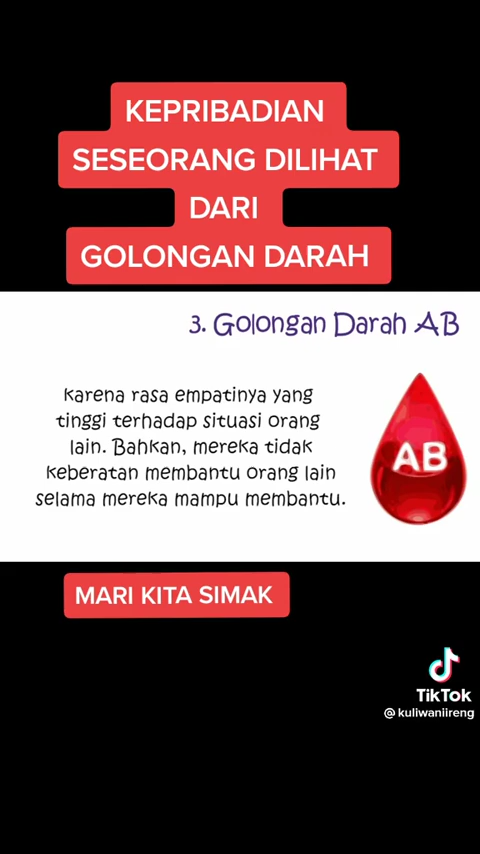 KEPRIBADIAN
SESEORANG DILIHAT
DARI
GOLONGAN DARAH
3. Golongan Darah AB
karena rasa empatinya yang
tinggi terhadap situasi orang
lain. Bahkan, mereka tidak
keberatan membantu orang lain
selama mereka mampu membantu.
AB
MARI KITA SIMAK
TikTok
@kuliwaniireng